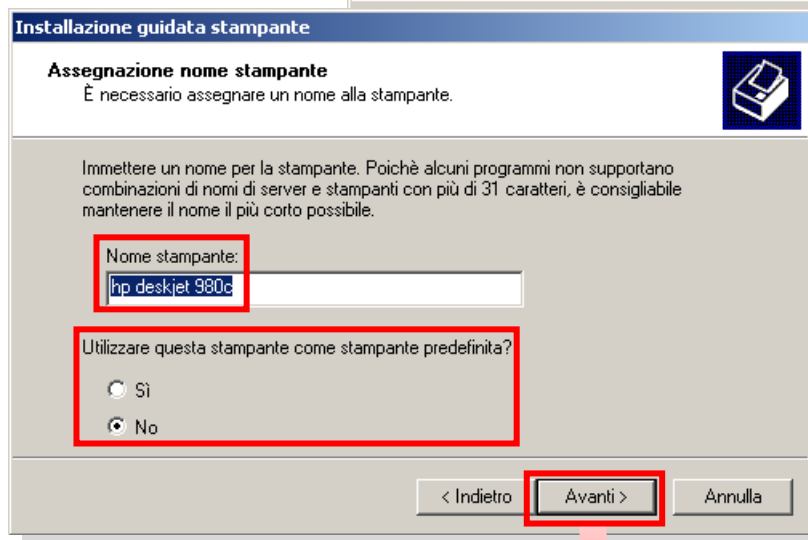 Installazione guidata stampante
Assegnazione nome stampante
È necessario assegnare un nome alla stampante.
Immettere un nome per la stampante. Poichè alcuni programmi non supportano
combinazioni di nomi di server e stampanti con più di 31 caratteri, è consigliabile
mantenere il nome il più corto possibile.
Nome stampante:
hp deskjet 980c
Utilizzare questa stampante come stampante predefinita?
Sì
No
< Indietro Avanti > Annulla